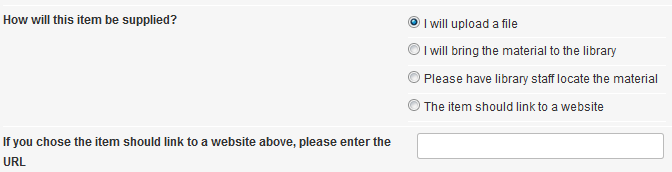 How will this item be supplied?
I will upload a file
I will bring the material to the library
Please have library staff locate the material
The item should link to a website
If you chose the item should link to a website above, please enter the
URL